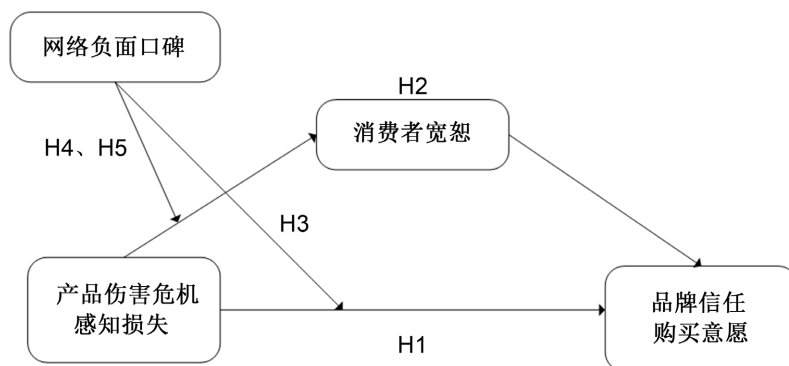 网络负面口碑
H2
消费者宽恕
H4、H5
H3
产品伤害危机
感知损失
品牌信任
购买意愿
H1